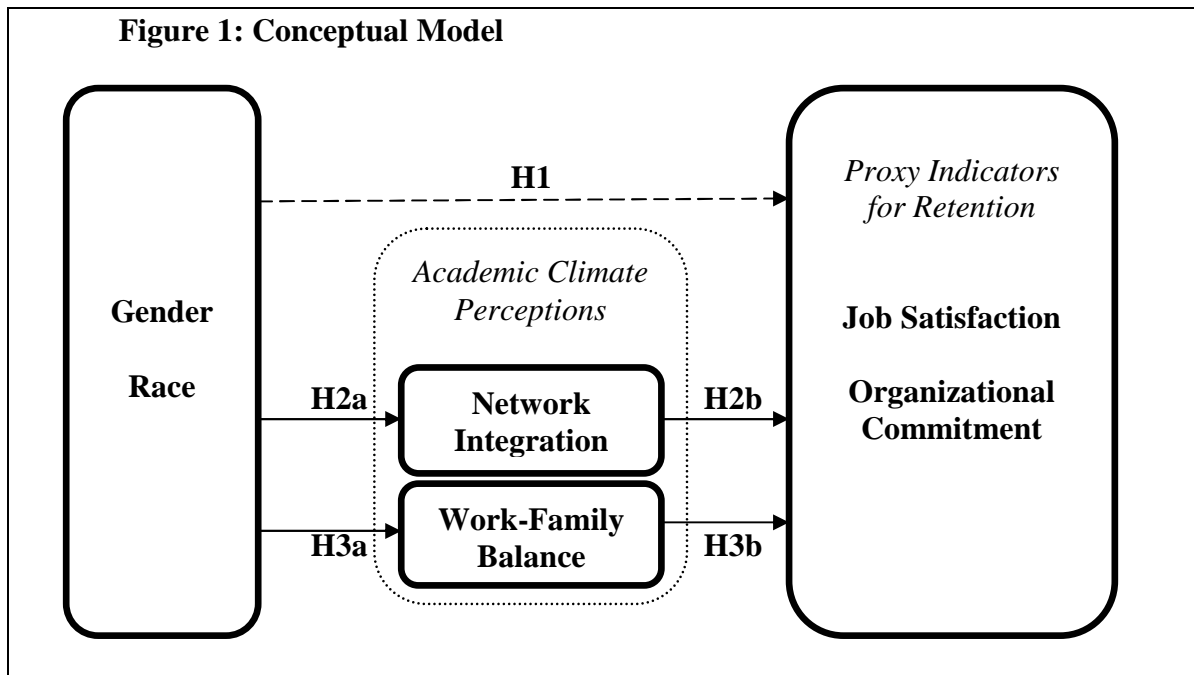 Figure 1: Conceptual Model
Gender
Race
H1
Academic Climate
Perceptions
H2a
Network
Integration
H2b
H3a
Work-Family
Balance
H3b
Proxy Indicators
for Retention
Job Satisfaction
Organizational
Commitment